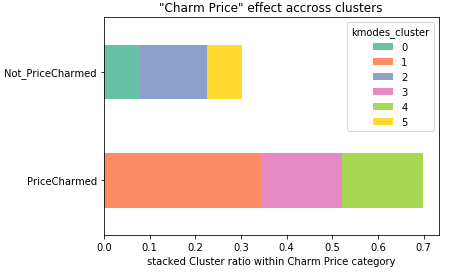 "Charm Price" effect accross clusters
kmodes_cluster
0
1
2
3
4
5
Not_PriceCharmed
PriceCharmed
0.0 0.1 0.2 0.3 0.4 0.5 0.6 0.7
stacked Cluster ratio within Charm Price category